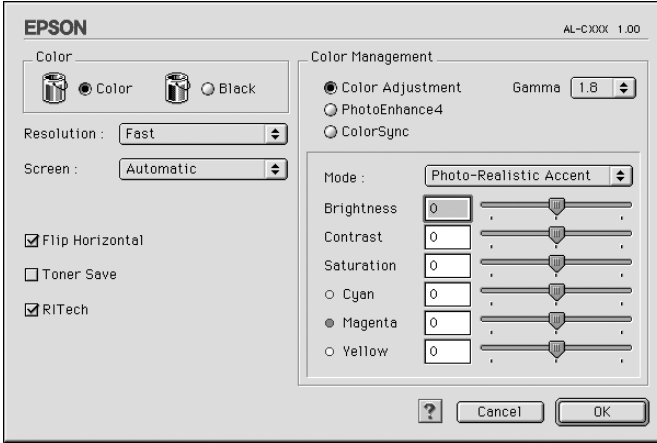 EPSON
AL-CXXX 1.00
Color
Color
Black
Resolution :
Fast
Screen :
Automatic
Flip Horizontal
Toner Save
RITech
Color Management
Color Adjustment
Gamma
1.8
PhotoEnhance4
ColorSync
Mode :
Photo-Realistic Accent
Brightness
0
Contrast
0
Saturation
0
Cyan
0
Magenta
0
Yellow
0
?
Cancel
OK